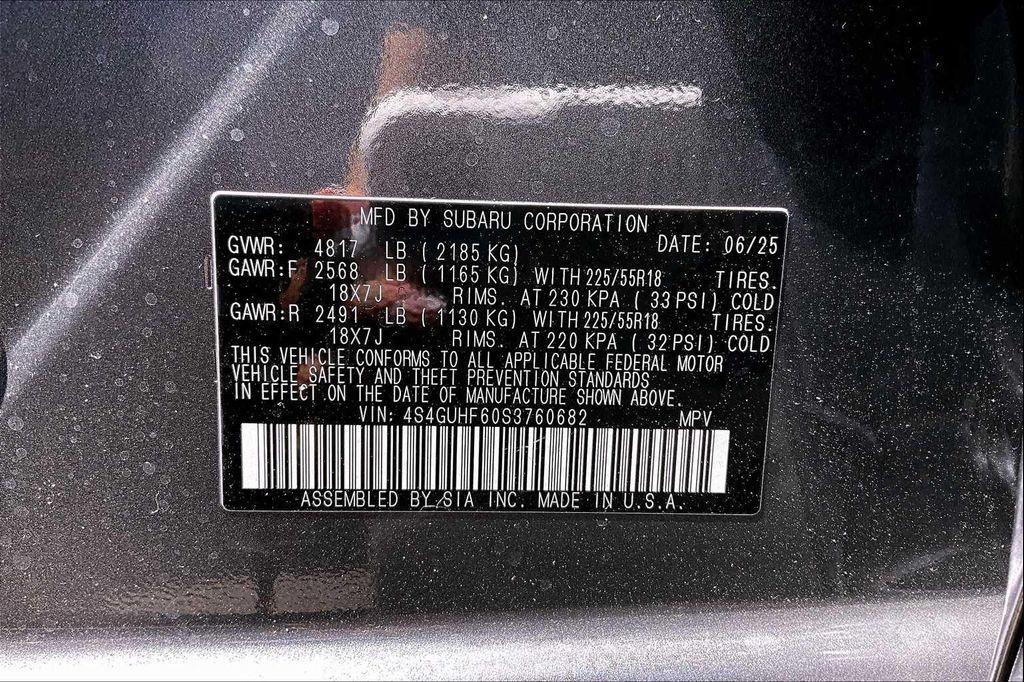 MFD BY SUBARU CORPORATION
GVWR: 4817 LB ( 2185 KG) DATE: 06/25
GAWR:F 2568 LB ( 1165 KG) WITH 225/55R18 TIRES.
18X7J RIMS. AT 230 KPA ( 33 PSI) COLD
GAWR:R 2491 LB ( 1130 KG) WITH 225/55R18 TIRES.
18X7J RIMS. AT 220 KPA ( 32 PSI) COLD
THIS VEHICLE CONFORMS TO ALL APPLICABLE FEDERAL MOTOR
VEHICLE SAFETY AND THEFT PREVENTION STANDARDS
IN EFFECT ON THE DATE OF MANUFACTURE SHOWN ABOVE.
VIN: 4S4GUHF60S3760682 MPV
ASSEMBLED BY SIA INC. MADE IN U.S.A.